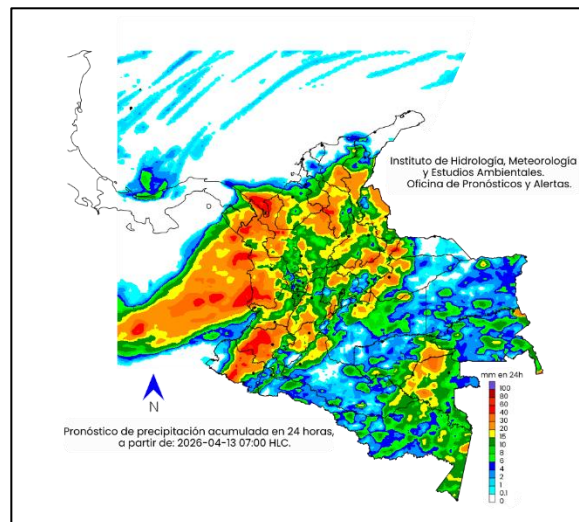 Instituto de Hidrología, Meteorología
y Estudios Ambientales.
Oficina de Pronósticos y Alertas.
mm en 24h
100
80
60
40
30
20
15
10
8
6
4
2
1
0.1
0
N
Pronóstico de precipitación acumulada en 24 horas,
a partir de: 2026-04-13 07:00 HLC.